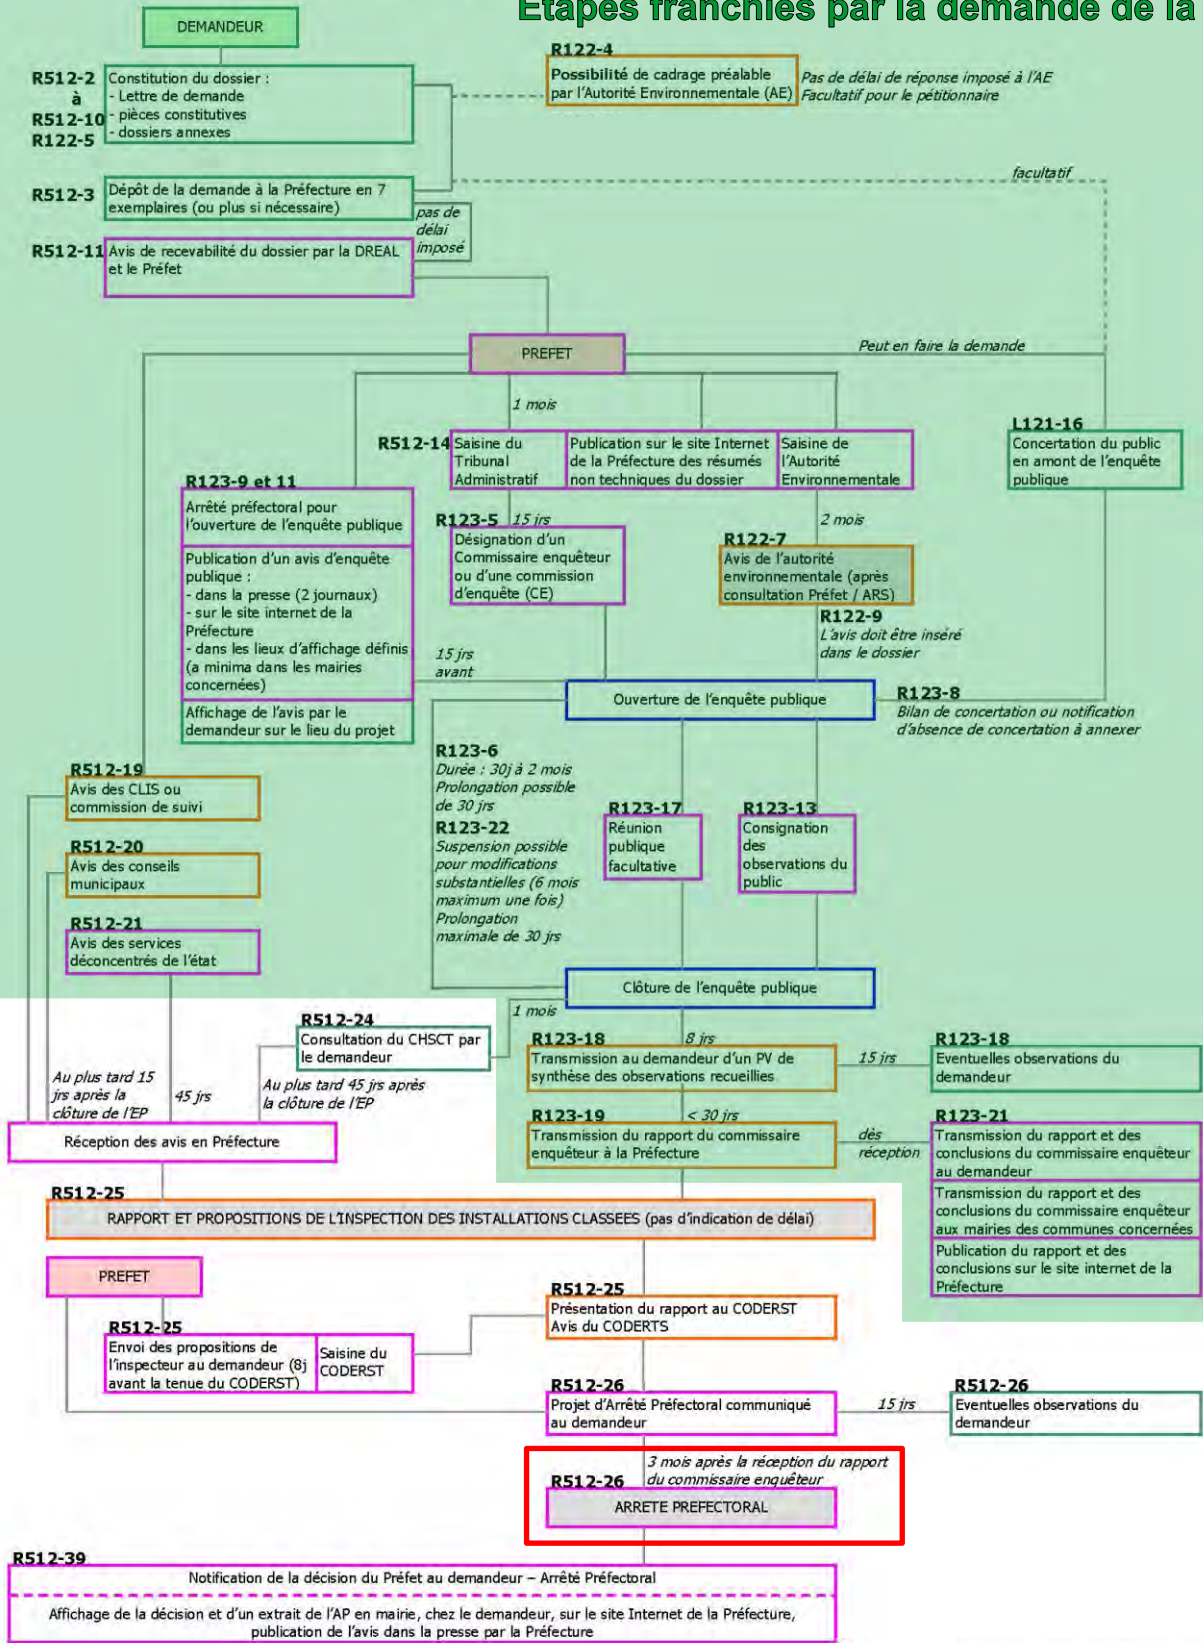 Etapes franchies par la demande de la
DEMANDEUR
R512-2
à
R512-10
R122-5
Constitution du dossier :
- Lettre de demande
- pièces constitutives
- dossiers annexes
R122-4
Possibilité de cadrage préalable
par l'Autorité Environnementale (AE)
Pas de délai de réponse imposé à l'AE
Facultatif pour le pétitionnaire
R512-3
Dépôt de la demande à la Préfecture en 7
exemplaires (ou plus si nécessaire)
facultatif
pas de
délai
imposé
R512-11
Avis de recevabilité du dossier par la DREAL
et le Préfet
PREFET
Peut en faire la demande
1 mois
R512-14
Saisine du
Tribunal
Administratif
Publication sur le site Internet
de la Préfecture des résumés
non techniques du dossier
Saisine de
l'Autorité
Environnementale
L121-16
Concertation du public
en amont de l'enquête
publique
R123-9 et 11
Arrêté préfectoral pour
l'ouverture de l'enquête publique
Publication d'un avis d'enquête
publique :
- dans la presse (2 journaux)
- sur le site internet de la
Préfecture
- dans les lieux d'affichage définis
(a minima dans les mairies
concernées)
Affichage de l'avis par le
demandeur sur le lieu du projet
R123-5
15 jrs
Désignation d'un
Commissaire enquêteur
ou d'une commission
d'enquête (CE)
2 mois
R122-7
Avis de l'autorité
environnementale (après
consultation Préfet / ARS)
R122-9
L'avis doit être inséré
dans le dossier
15 jrs
avant
Ouverture de l'enquête publique
R123-8
Bilan de concertation ou notification
d'absence de concertation à annexer
R123-6
Durée : 30j à 2 mois
Prolongation possible
de 30 jrs
R123-22
Suspension possible
pour modifications
substantielles (6 mois
maximum une fois)
Prolongation
maximale de 30 jrs
R123-17
Réunion
publique
facultative
R123-13
Consignation
des
observations du
public
R512-19
Avis des CLIS ou
commission de suivi
R512-20
Avis des conseils
municipaux
R512-21
Avis des services
déconcentrés de l'état
Clôture de l'enquête publique
1 mois
R512-24
Consultation du CHSCT par
le demandeur
8 jrs
R123-18
Transmission au demandeur d'un PV de
synthèse des observations recueillies
15 jrs
R123-18
Eventuelles observations du
demandeur
Au plus tard 15
jrs après la
clôture de l'EP
45 jrs
Au plus tard 45 jrs après
la clôture de l'EP
R123-19
< 30 jrs
Transmission du rapport du commissaire
enquêteur à la Préfecture
dès
réception
R123-21
Transmission du rapport et des
conclusions du commissaire enquêteur
au demandeur
Transmission du rapport et des
conclusions du commissaire enquêteur
aux mairies des communes concernées
Publication du rapport et des
conclusions sur le site internet de la
Préfecture
Réception des avis en Préfecture
R512-25
RAPPORT ET PROPOSITIONS DE L'INSPECTION DES INSTALLATIONS CLASSEES (pas d'indication de délai)
PREFET
R512-25
Présentation du rapport au CODERST
Avis du CODERTS
R512-25
Envoi des propositions de
l'inspecteur au demandeur (8j
avant la tenue du CODERST)
Saisine du
CODERST
R512-26
Projet d'Arrêté Préfectoral communiqué
au demandeur
15 jrs
R512-26
Eventuelles observations du
demandeur
3 mois après la réception du rapport
du commissaire enquêteur
R512-26
ARRETE PREFECTORAL
R512-39
Notification de la décision du Préfet au demandeur – Arrêté Préfectoral
Affichage de la décision et d'un extrait de l'AP en mairie, chez le demandeur, sur le site Internet de la Préfecture,
publication de l'avis dans la presse par la Préfecture